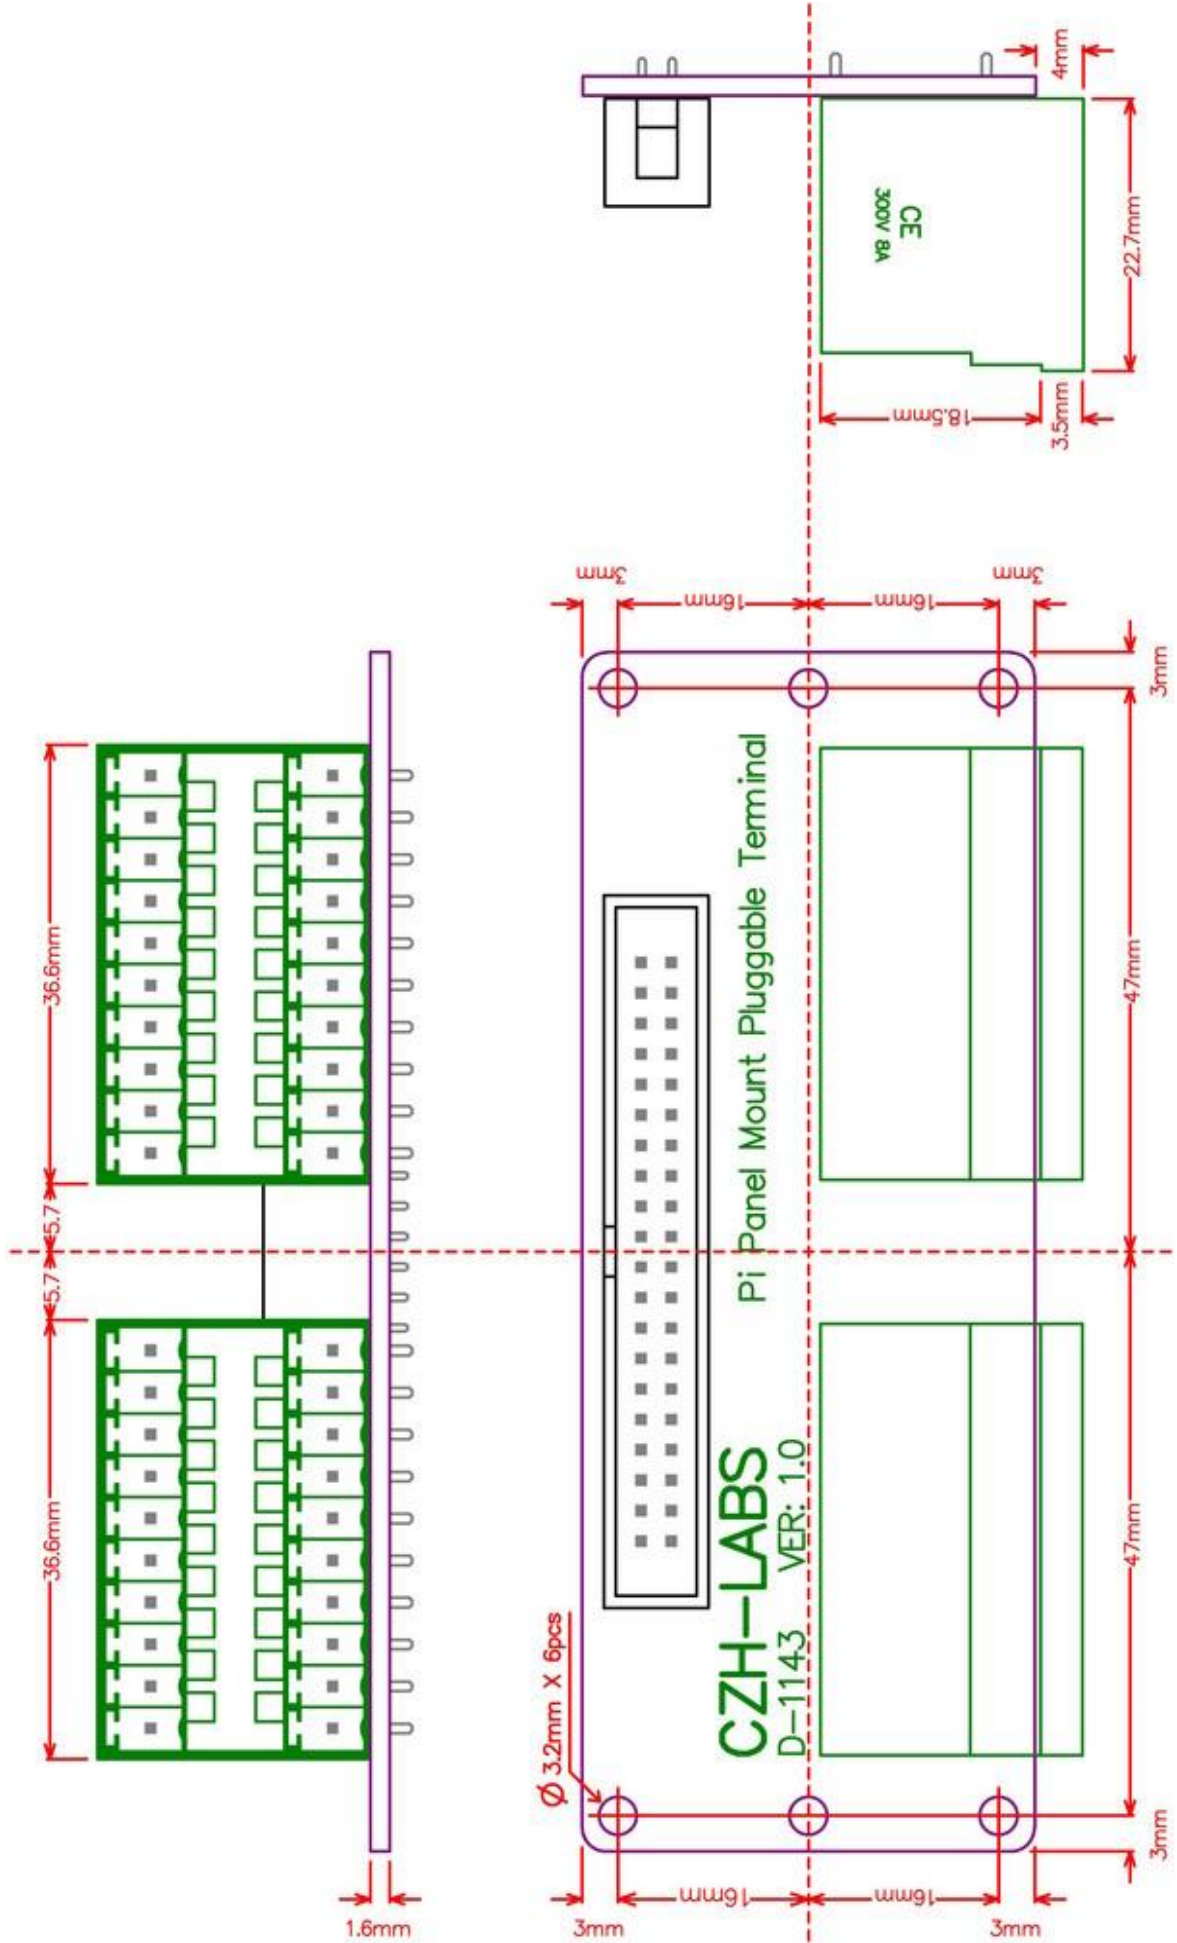 4mm
22.7mm
CE
300V 8A
18.5mm
3.5mm
3mm
16mm
16mm
3mm
3mm
36.6mm
5.7
5.7
36.6mm
47mm
47mm
3mm
Pi Panel Mount Pluggable Terminal
CZH-LABS
D-1143 VER: 1.0
Ø 3.2mm X 6pcs
1.6mm
3mm
16mm
16mm
3mm